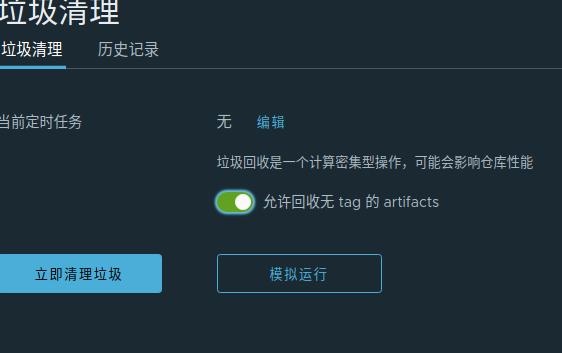 垃圾清理
垃圾清理 历史记录
当前定时任务 无 编辑
垃圾回收是一个计算密集型操作，可能会影响仓库性能
允许回收无 tag 的 artifacts
立即清理垃圾 模拟运行